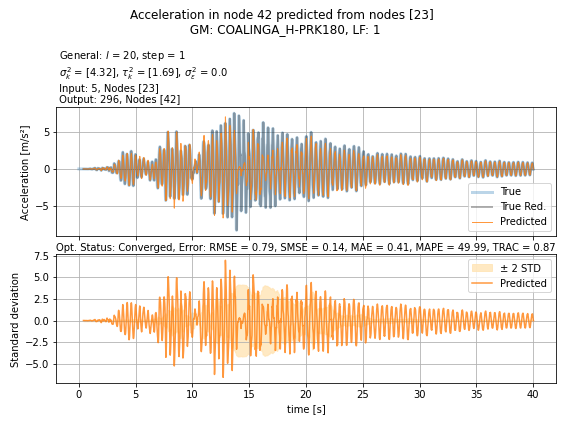 Acceleration in node 42 predicted from nodes [23]
GM: COALINGA_H-PRK180, LF: 1
General: l = 20, step = 1
σ²ₖ = [4.32], τ²ₖ = [1.69], σ²ε = 0.0
Input: 5, Nodes [23]
Output: 296, Nodes [42]
Acceleration [m/s²]
5
0
−5
True
True Red.
Predicted
Opt. Status: Converged, Error: RMSE = 0.79, SMSE = 0.14, MAE = 0.41, MAPE = 49.99, TRAC = 0.87
Standard deviation
7.5
5.0
2.5
0.0
−2.5
−5.0
± 2 STD
Predicted
0 5 10 15 20 25 30 35 40
time [s]